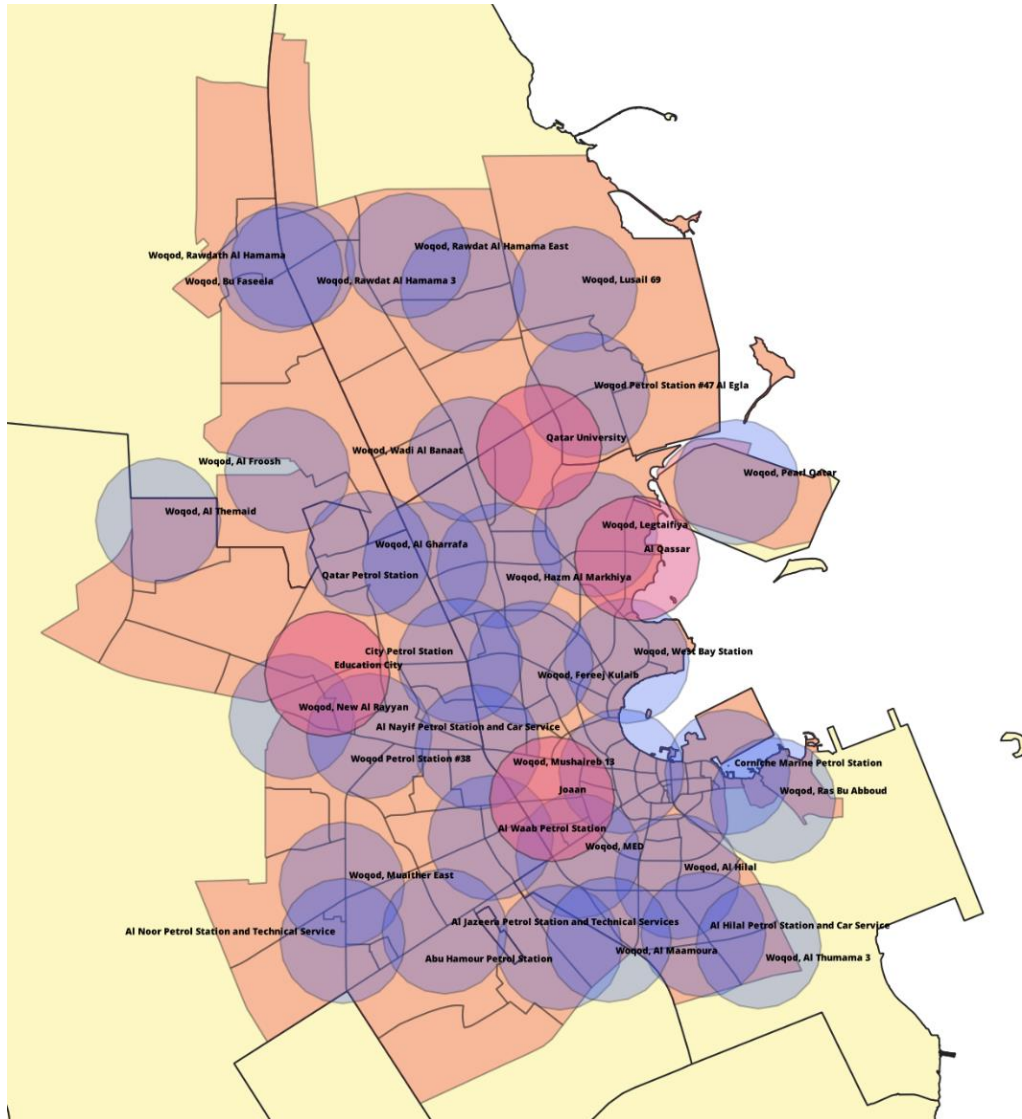 Woqod, Rawdat Al Hamama East
Woqod, Rawdath Al Hamama
Woqod, Bu Faseela
Woqod, Rawdat Al Hamama 3
Woqod, Lusail 69
Woqod Petrol Station #47 Al Egla
Qatar University
Woqod, Wadi Al Banaat
Woqod, Al Froosh
Woqod, Pearl Qatar
Woqod, Al Themaid
Woqod, Legtaifiya
Woqod, Al Gharrafa
Al Qassar
Qatar Petrol Station
Woqod, Hazm Al Markhiya
City Petrol Station
Woqod, West Bay Station
Education City
Woqod, Fereej Kulaib
Woqod, New Al Rayyan
Al Nayif Petrol Station and Car Service
Woqod Petrol Station #38
Woqod, Mushaireb 13
Corniche Marine Petrol Station
Joaan
Woqod, Ras Bu Abboud
Al Waab Petrol Station
Woqod, MED
Woqod, Al Hilal
Woqod, Muaither East
Al Jazeera Petrol Station and Technical Services
Al Hilal Petrol Station and Car Service
Al Noor Petrol Station and Technical Service
Woqod, Al Maamoura
Abu Hamour Petrol Station
Woqod, Al Thumama 3